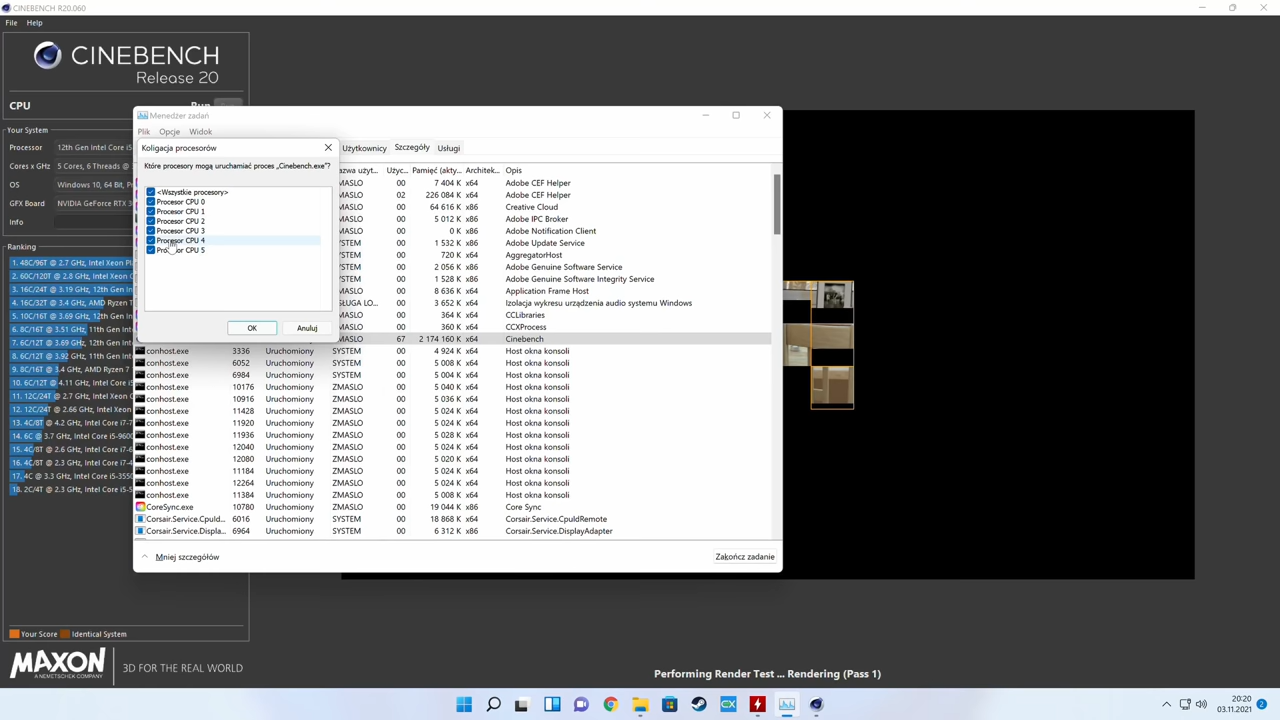 CINEBENCH R20.060
File Help
CINEBENCH
Release 20
CPU
Your System
Processor 12th Gen Intel Core i5
Cores x GHz 5 Cores, 6 Threads @
OS Windows 10, 64 Bit, P
GFX Board NVIDIA GeForce RTX 3
Info
Ranking
1. 48C/96T @ 2.7 GHz, Intel Xeon P
2. 60C/120T @ 2.8 GHz, Intel Xeon
3. 16C/24T @ 3.19 GHz, 12th Gen In
4. 16C/32T @ 3.4 GHz, AMD Ryzen T
5. 10C/16T @ 3.69 GHz, 12th Gen
6. 8C/16T @ 3.51 GHz, 11th Gen Int
7. 6C/12T @ 3.69 GHz, 12th Gen Int
8. 6C/12T @ 3.92 GHz, 11th Gen Int
9. 8C/16T @ 3.4 GHz, AMD Ryzen 7
10. 6C/12T @ 4.11 GHz, Intel Core i
11. 12C/24T @ 2.7 GHz, Intel Xeon
12. 12C/24T @ 2.66 GHz, Intel Xeon
13. 4C/8T @ 4.2 GHz, Intel Core i7-
14. 6C @ 3.7 GHz, Intel Core i5-9600
15. 4C/8T @ 2.6 GHz, Intel Core i7-
16. 4C/8T @ 2.3 GHz, Intel Core i7-
17. 4C @ 3.3 GHz, Intel Core i5-355
18. 2C/4T @ 2.3 GHz, Intel Core i5-
Your Score Identical System
MAXON
A NEMETSCHEK COMPANY
3D FOR THE REAL WORLD
Menedżer zadań
Plik Opcje Widok
Użytkownicy Szczegóły Usługi
azwa użyt... Użyc... Pamięć (akty... Architek... Opis
MASLO 00 7 404 K x64 Adobe CEF Helper
MASLO 02 226 084 K x64 Adobe CEF Helper
MASLO 00 64 616 K x86 Creative Cloud
MASLO 00 5 012 K x86 Adobe IPC Broker
MASLO 00 0 K x86 Adobe Notification Client
YSTEM 00 1 532 K x86 Adobe Update Service
YSTEM 00 720 K x64 AggregatorHost
YSTEM 00 2 056 K x86 Adobe Genuine Software Service
YSTEM 00 1 528 K x86 Adobe Genuine Software Integrity Service
MASLO 00 8 636 K x64 Application Frame Host
SŁUGA LO... 00 3 652 K x64 Izolacja wykresu urządzenia audio systemu Windows
MASLO 00 364 K x64 CCLibraries
MASLO 00 360 K x64 CCXProcess
MASLO 67 2 174 160 K x64 Cinebench
conhost.exe 3336 Uruchomiony SYSTEM 00 4 924 K x64 Host okna konsoli
conhost.exe 6052 Uruchomiony SYSTEM 00 5 008 K x64 Host okna konsoli
conhost.exe 6984 Uruchomiony SYSTEM 00 5 004 K x64 Host okna konsoli
conhost.exe 10176 Uruchomiony ZMASLO 00 5 040 K x64 Host okna konsoli
conhost.exe 10916 Uruchomiony ZMASLO 00 5 036 K x64 Host okna konsoli
conhost.exe 11428 Uruchomiony ZMASLO 00 5 024 K x64 Host okna konsoli
conhost.exe 11920 Uruchomiony ZMASLO 00 5 024 K x64 Host okna konsoli
conhost.exe 11936 Uruchomiony ZMASLO 00 5 028 K x64 Host okna konsoli
conhost.exe 12040 Uruchomiony ZMASLO 00 5 024 K x64 Host okna konsoli
conhost.exe 12080 Uruchomiony ZMASLO 00 5 024 K x64 Host okna konsoli
conhost.exe 11184 Uruchomiony ZMASLO 00 5 024 K x64 Host okna konsoli
conhost.exe 12264 Uruchomiony ZMASLO 00 5 024 K x64 Host okna konsoli
conhost.exe 11384 Uruchomiony ZMASLO 00 5 008 K x64 Host okna konsoli
CoreSync.exe 10780 Uruchomiony ZMASLO 00 19 044 K x86 Core Sync
Corsair.Service.CpuId... 6016 Uruchomiony SYSTEM 00 18 868 K x64 Corsair.Service.CpuIdRemote
Corsair.Service.Displa... 6964 Uruchomiony SYSTEM 00 6 312 K x86 Corsair.Service.DisplayAdapter
Mniej szczegółów
Zakończ zadanie
Koligacja procesorów
Które procesory mogą uruchamiać proces „Cinebench.exe”?
<Wszystkie procesory>
Procesor CPU 0
Procesor CPU 1
Procesor CPU 2
Procesor CPU 3
Procesor CPU 4
Procesor CPU 5
OK Anuluj
Performing Render Test ... Rendering (Pass 1)
20:20
03.11.2021
2